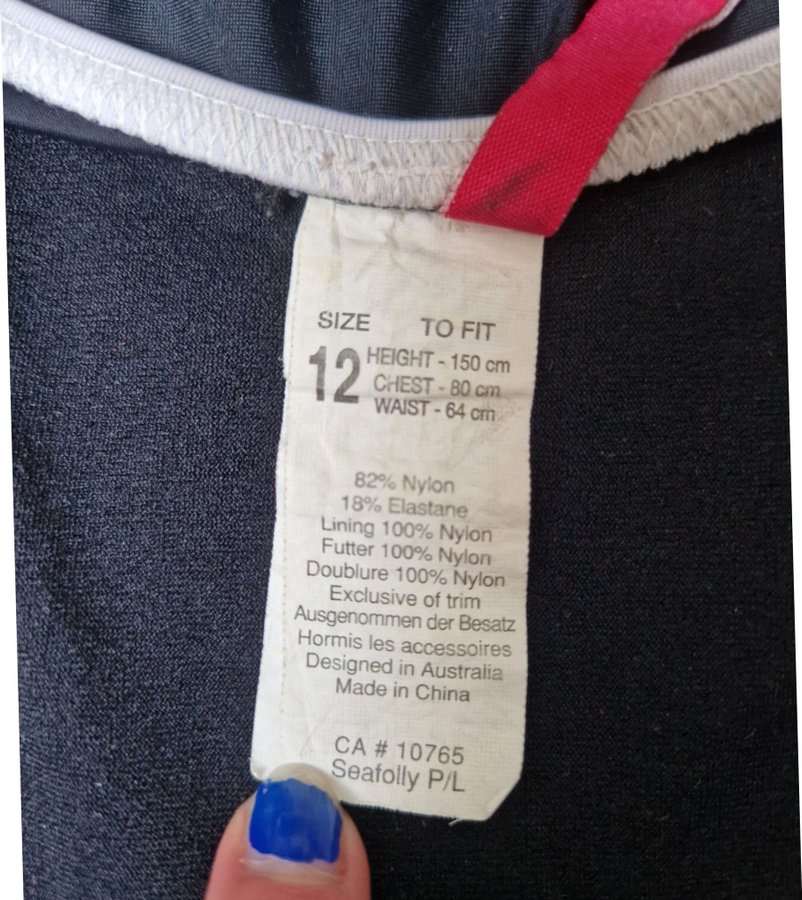 SIZE TO FIT
12 HEIGHT - 150 cm
CHEST - 80 cm
WAIST - 64 cm
82% Nylon
18% Elastane
Lining 100% Nylon
Futter 100% Nylon
Doublure 100% Nylon
Exclusive of trim
Ausgenommen der Besatz
Hormis les accessoires
Designed in Australia
Made in China
CA # 10765
Seafolly P/L